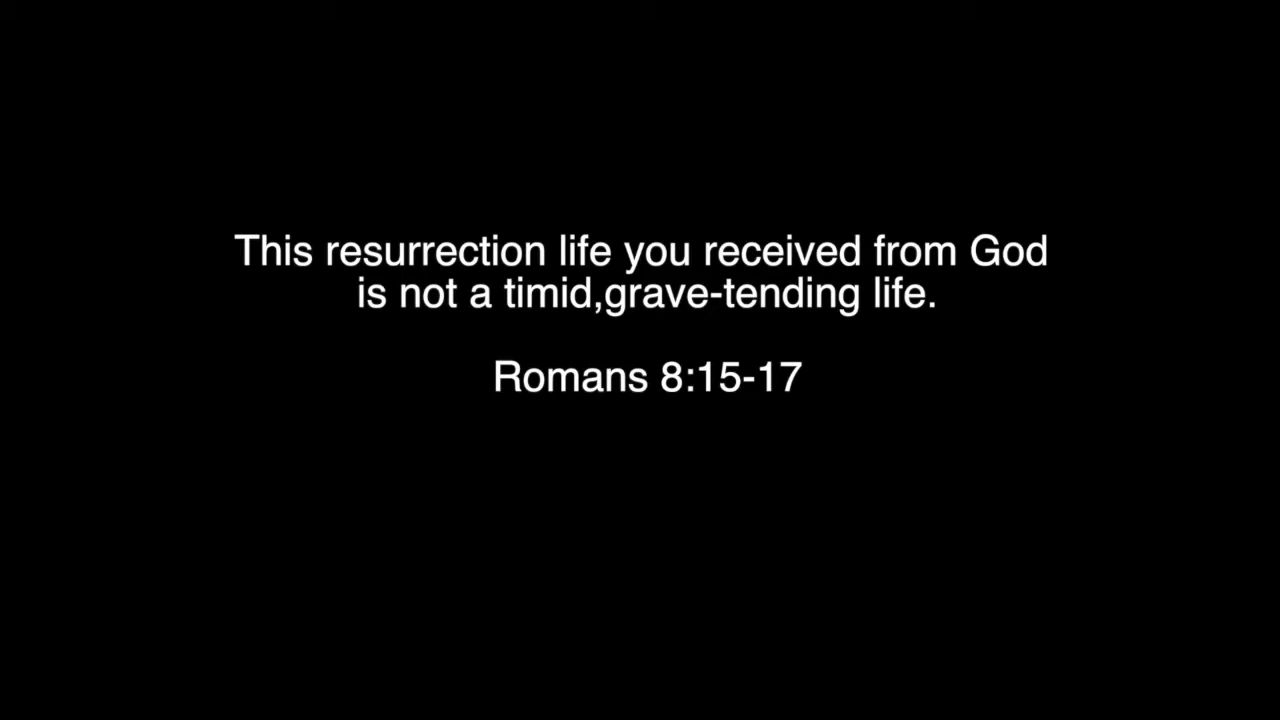 This resurrection life you received from God
is not a timid,grave-tending life.
Romans 8:15-17